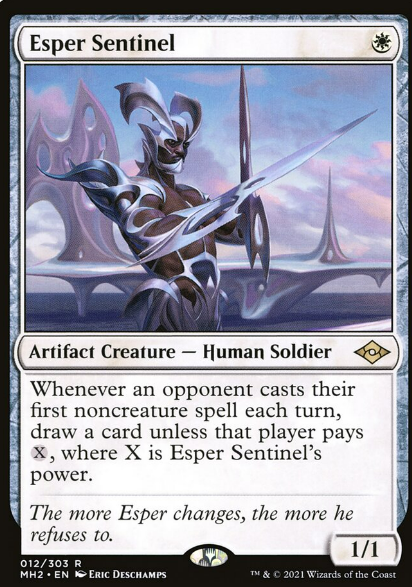 Esper Sentinel
Artifact Creature — Human Soldier
Whenever an opponent casts their
first noncreature spell each turn,
draw a card unless that player pays
X, where X is Esper Sentinel's
power.
The more Esper changes, the more he
refuses to.
1/1
012/303 R
MH2 • EN Eric Deschamps
™ & © 2021 Wizards of the Coast